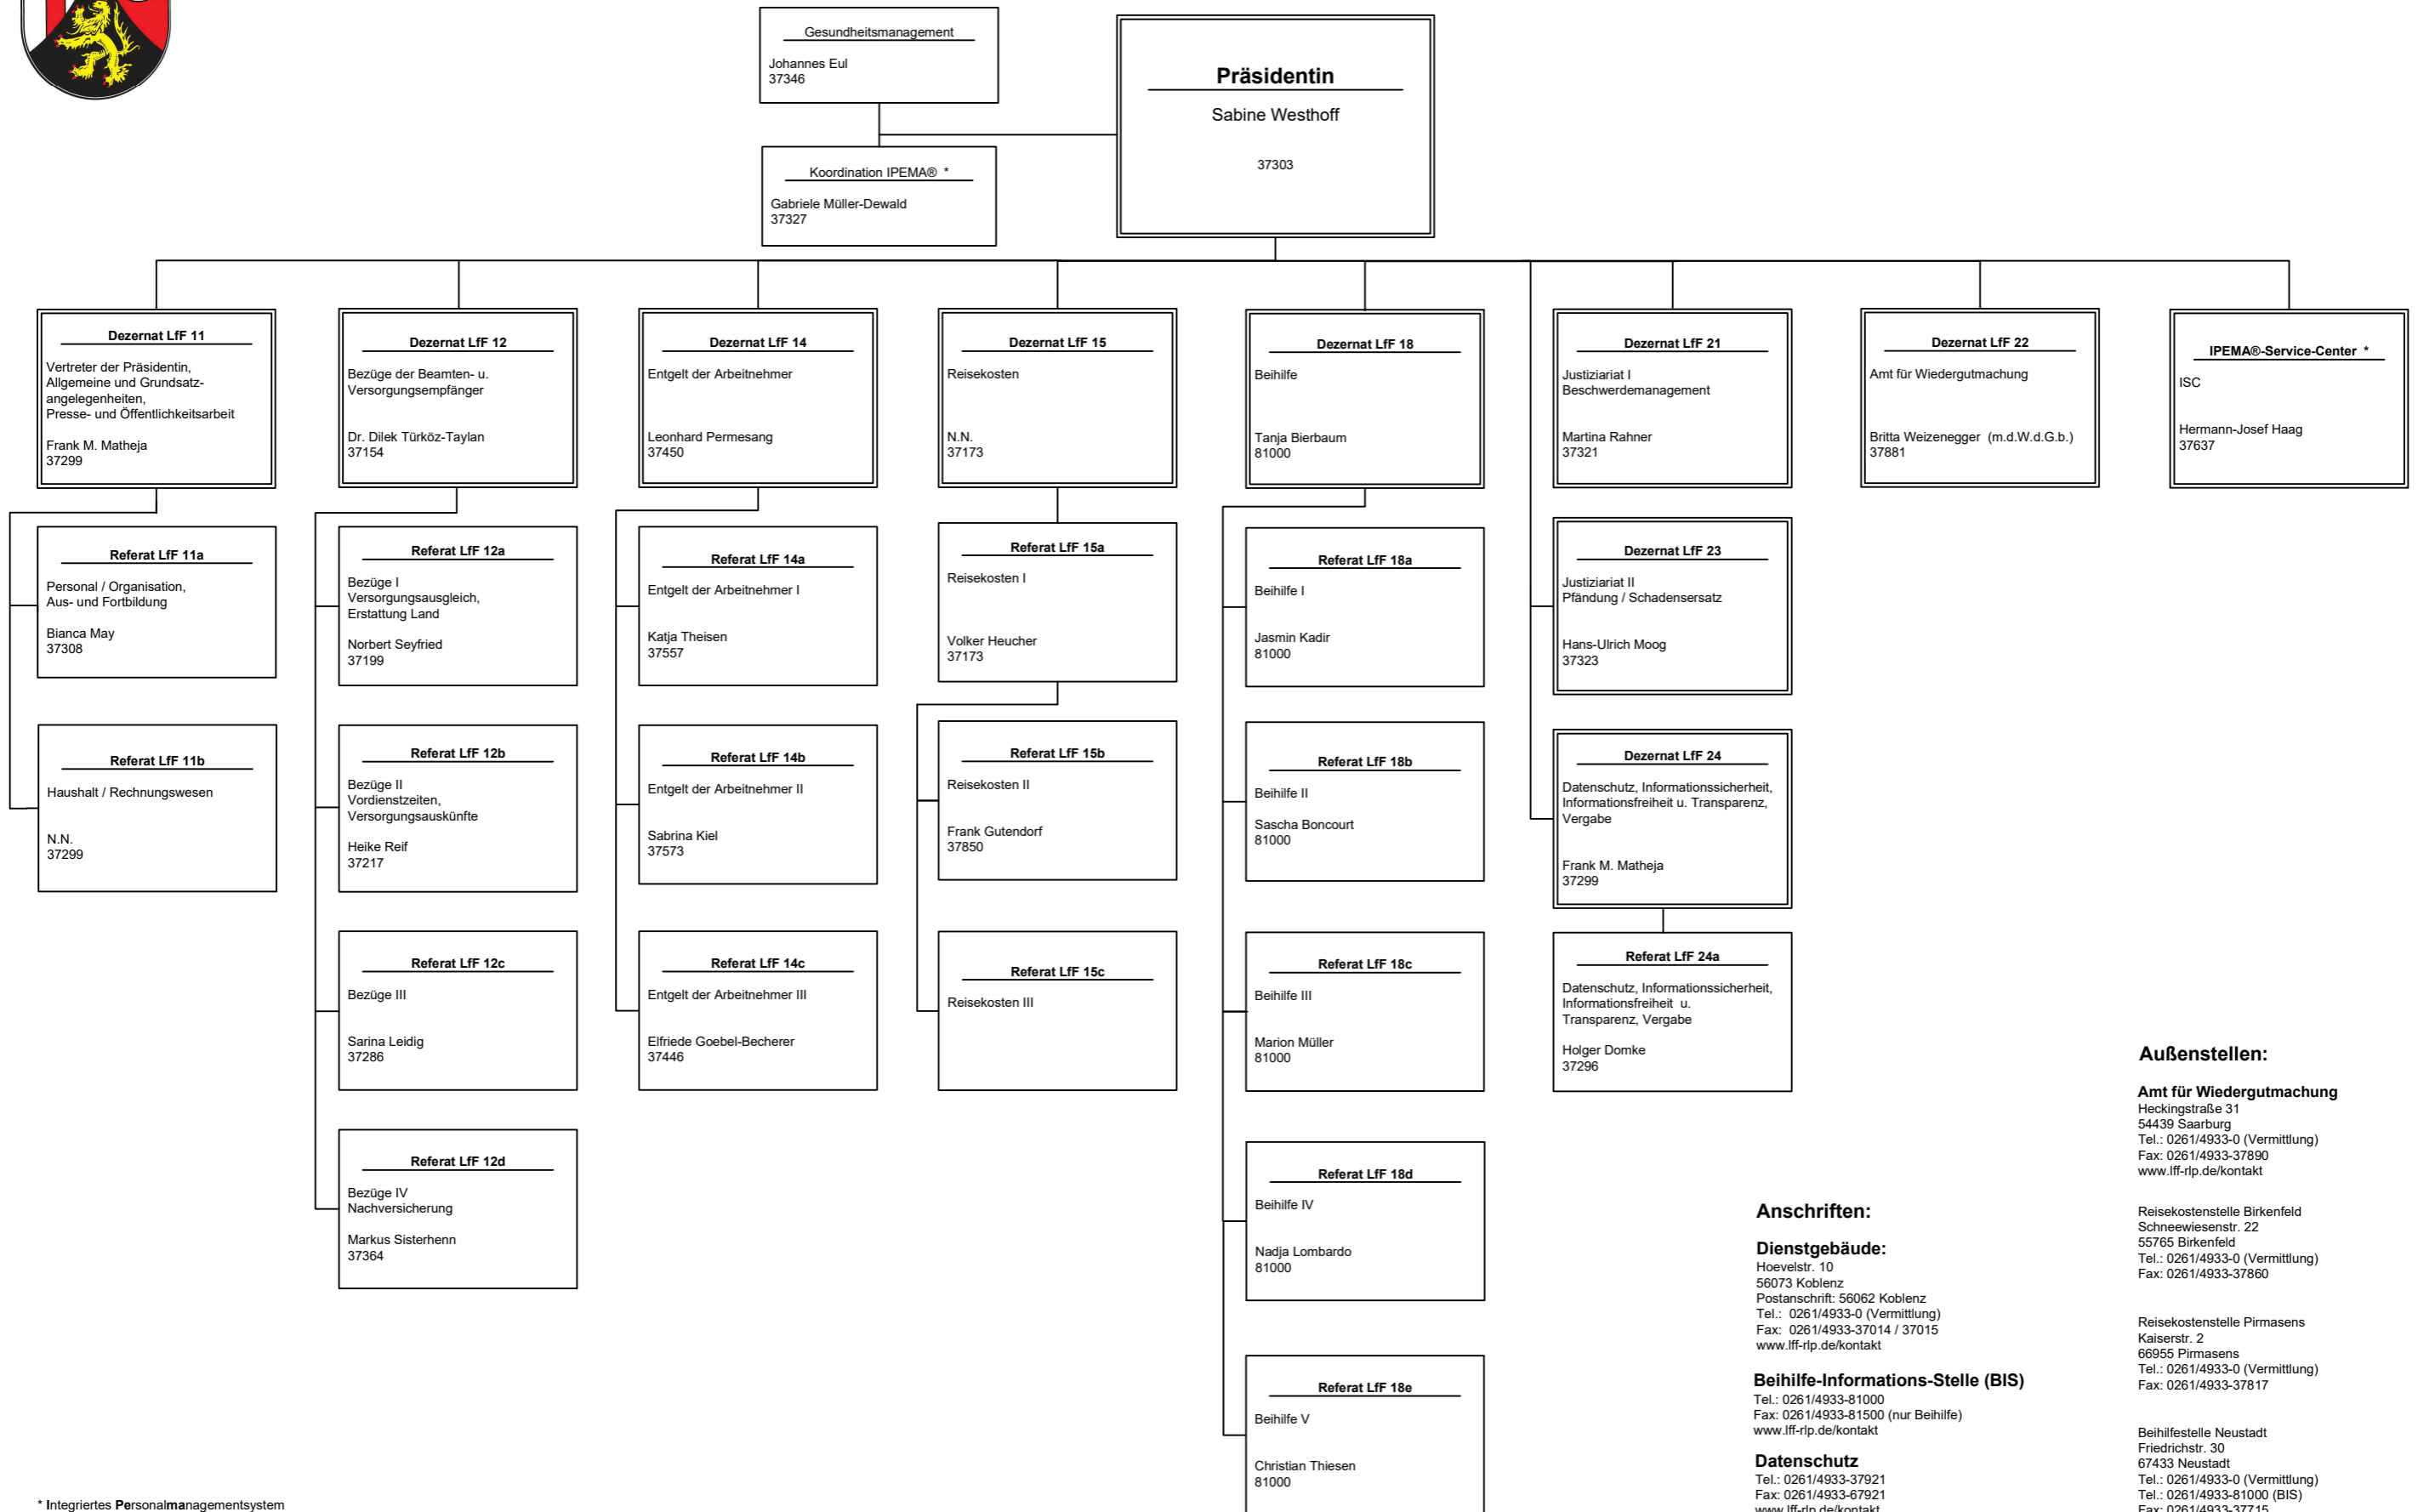 Gesundheitsmanagement
Johannes Eul
37346
Präsidentin
Sabine Westhoff
37303
Koordination IPEMA® *
Gabriele Müller-Dewald
37327
Dezernat LfF 11
Vertreter der Präsidentin,
Allgemeine und Grundsatz-
angelegenheiten,
Presse- und Öffentlichkeitsarbeit
Frank M. Matheja
37299
Dezernat LfF 12
Bezüge der Beamten- u.
Versorgungsempfänger
Dr. Dilek Türköz-Taylan
37154
Dezernat LfF 14
Entgelt der Arbeitnehmer
Leonhard Permesang
37450
Dezernat LfF 15
Reisekosten
N.N.
37173
Dezernat LfF 18
Beihilfe
Tanja Bierbaum
81000
Dezernat LfF 21
Justiziariat I
Beschwerdemanagement
Martina Rahner
37321
Dezernat LfF 22
Amt für Wiedergutmachung
Britta Weizenegger (m.d.W.d.G.b.)
37881
IPEMA®-Service-Center *
ISC
Hermann-Josef Haag
37637
Referat LfF 11a
Personal / Organisation,
Aus- und Fortbildung
Bianca May
37308
Referat LfF 12a
Bezüge I
Versorgungsausgleich,
Erstattung Land
Norbert Seyfried
37199
Referat LfF 14a
Entgelt der Arbeitnehmer I
Katja Theisen
37557
Referat LfF 15a
Reisekosten I
Volker Heucher
37173
Referat LfF 18a
Beihilfe I
Jasmin Kadir
81000
Dezernat LfF 23
Justiziariat II
Pfändung / Schadensersatz
Hans-Ulrich Moog
37323
Referat LfF 11b
Haushalt / Rechnungswesen
N.N.
37299
Referat LfF 12b
Bezüge II
Vordienstzeiten,
Versorgungsauskünfte
Heike Reif
37217
Referat LfF 14b
Entgelt der Arbeitnehmer II
Sabrina Kiel
37573
Referat LfF 15b
Reisekosten II
Frank Gutendorf
37850
Referat LfF 18b
Beihilfe II
Sascha Boncourt
81000
Dezernat LfF 24
Datenschutz, Informationssicherheit,
Informationsfreiheit u. Transparenz,
Vergabe
Frank M. Matheja
37299
Referat LfF 12c
Bezüge III
Sarina Leidig
37286
Referat LfF 14c
Entgelt der Arbeitnehmer III
Elfriede Goebel-Becherer
37446
Referat LfF 15c
Reisekosten III
Referat LfF 18c
Beihilfe III
Marion Müller
81000
Referat LfF 24a
Datenschutz, Informationssicherheit,
Informationsfreiheit u.
Transparenz, Vergabe
Holger Domke
37296
Referat LfF 12d
Bezüge IV
Nachversicherung
Markus Sisterhenn
37364
Referat LfF 18d
Beihilfe IV
Nadja Lombardo
81000
Referat LfF 18e
Beihilfe V
Christian Thiesen
81000
Anschriften:
Dienstgebäude:
Hoevelstr. 10
56073 Koblenz
Postanschrift: 56062 Koblenz
Tel.: 0261/4933-0 (Vermittlung)
Fax: 0261/4933-37014 / 37015
www.lff-rlp.de/kontakt
Beihilfe-Informations-Stelle (BIS)
Tel.: 0261/4933-81000
Fax: 0261/4933-81500 (nur Beihilfe)
www.lff-rlp.de/kontakt
Datenschutz
Tel.: 0261/4933-37921
Fax: 0261/4933-67921
www.lff-rlp.de/kontakt
Außenstellen:
Amt für Wiedergutmachung
Heckingstraße 31
54439 Saarburg
Tel.: 0261/4933-0 (Vermittlung)
Fax: 0261/4933-37890
www.lff-rlp.de/kontakt
Reisekostenstelle Birkenfeld
Schneewiesenstr. 22
55765 Birkenfeld
Tel.: 0261/4933-0 (Vermittlung)
Fax: 0261/4933-37860
Reisekostenstelle Pirmasens
Kaiserstr. 2
66955 Pirmasens
Tel.: 0261/4933-0 (Vermittlung)
Fax: 0261/4933-37817
Beihilfestelle Neustadt
Friedrichstr. 30
67433 Neustadt
Tel.: 0261/4933-0 (Vermittlung)
Tel.: 0261/4933-81000 (BIS)
Fax: 0261/4933-37715
* Integriertes Personalmanagementsystem